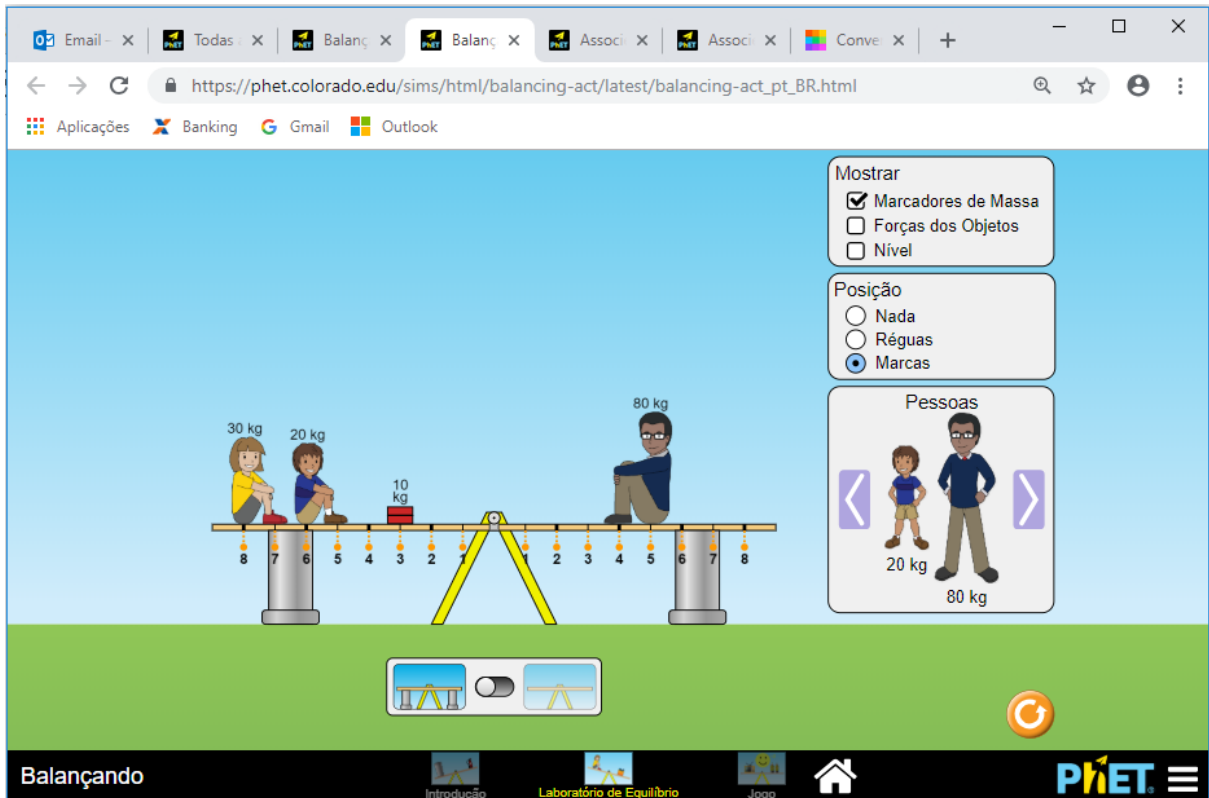 Email -
Todas
Balanç
Balanç
Associ
Associ
Conve
https://phet.colorado.edu/sims/html/balancing-act/latest/balancing-act_pt_BR.html
Aplicações
Banking
Gmail
Outlook
Mostrar
Marcadores de Massa
Forças dos Objetos
Nível
Posição
Nada
Réguas
Marcas
Pessoas
20 kg
80 kg
30 kg
20 kg
10
kg
80 kg
8 7 6 5 4 3 2 1 1 2 3 4 5 6 7 8
Balançando
Introdução
Laboratório de Equilíbrio
Jogo
PhET